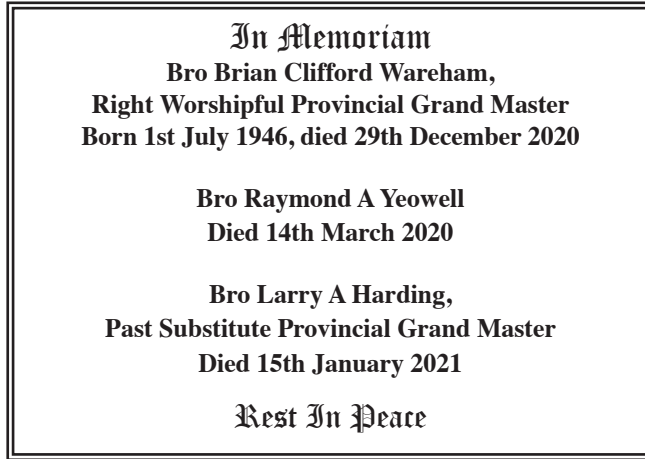 In Memoriam
Bro Brian Clifford Wareham,
Right Worshipful Provincial Grand Master
Born 1st July 1946, died 29th December 2020
Bro Raymond A Yeowell
Died 14th March 2020
Bro Larry A Harding,
Past Substitute Provincial Grand Master
Died 15th January 2021
Rest In Peace